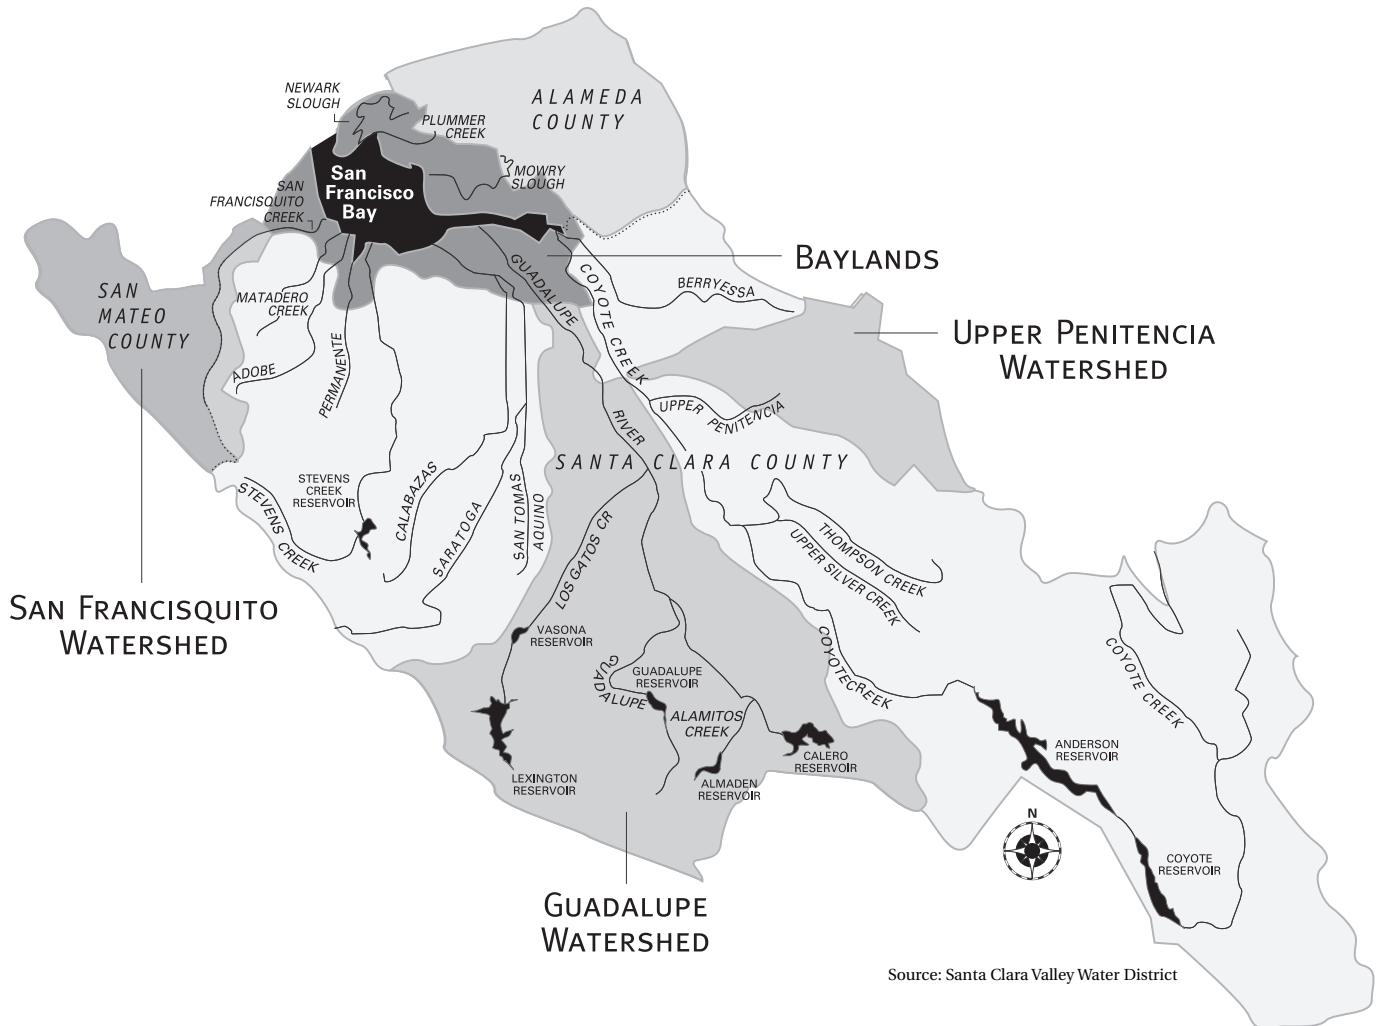 NEWARK
SLOUGH
ALAMEDA
COUNTY
PLUMMER
CREEK
MOWRY
SLOUGH
San
Francisco
Bay
SAN
FRANCISQUITO
CREEK
BAYLANDS
SAN
MATEO
COUNTY
MATADERO
CREEK
ADOBE
PERMANENTE
GUADALUPE
RIVER
COYOTE CREEK
BERRYESSA
UPPER PENITENCIA
WATERSHED
UPPER PENITENCIA
SANTA CLARA COUNTY
STEVENS
CREEK
RESERVOIR
STEVENS CREEK
CALABAZAS
SARATOGA
SAN TOMAS
AQUINO
LOS GATOS CR
THOMPSON CREEK
UPPER SILVER CREEK
SAN FRANCISQUITO
WATERSHED
VASONA
RESERVOIR
GUADALUPE
GUADALUPE
RESERVOIR
COYOTECREEK
COYOTE CREEK
ALAMITOS
CREEK
LEXINGTON
RESERVOIR
ALMADEN
RESERVOIR
CALERO
RESERVOIR
ANDERSON
RESERVOIR
N
COYOTE
RESERVOIR
GUADALUPE
WATERSHED
Source: Santa Clara Valley Water District